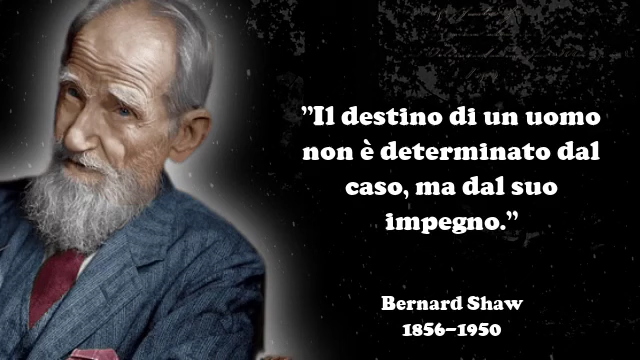 ”Il destino di un uomo
non è determinato dal
caso, ma dal suo
impegno.”
Bernard Shaw
1856–1950